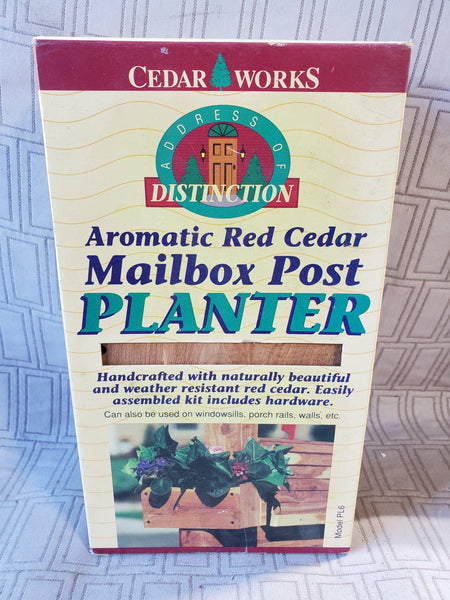 CEDAR WORKS
ADDRESS OF
DISTINCTION
Aromatic Red Cedar
Mailbox Post
PLANTER
Handcrafted with naturally beautiful
and weather resistant red cedar. Easily
assembled kit includes hardware.
Can also be used on windowsills, porch rails, walls, etc.
Model PL6